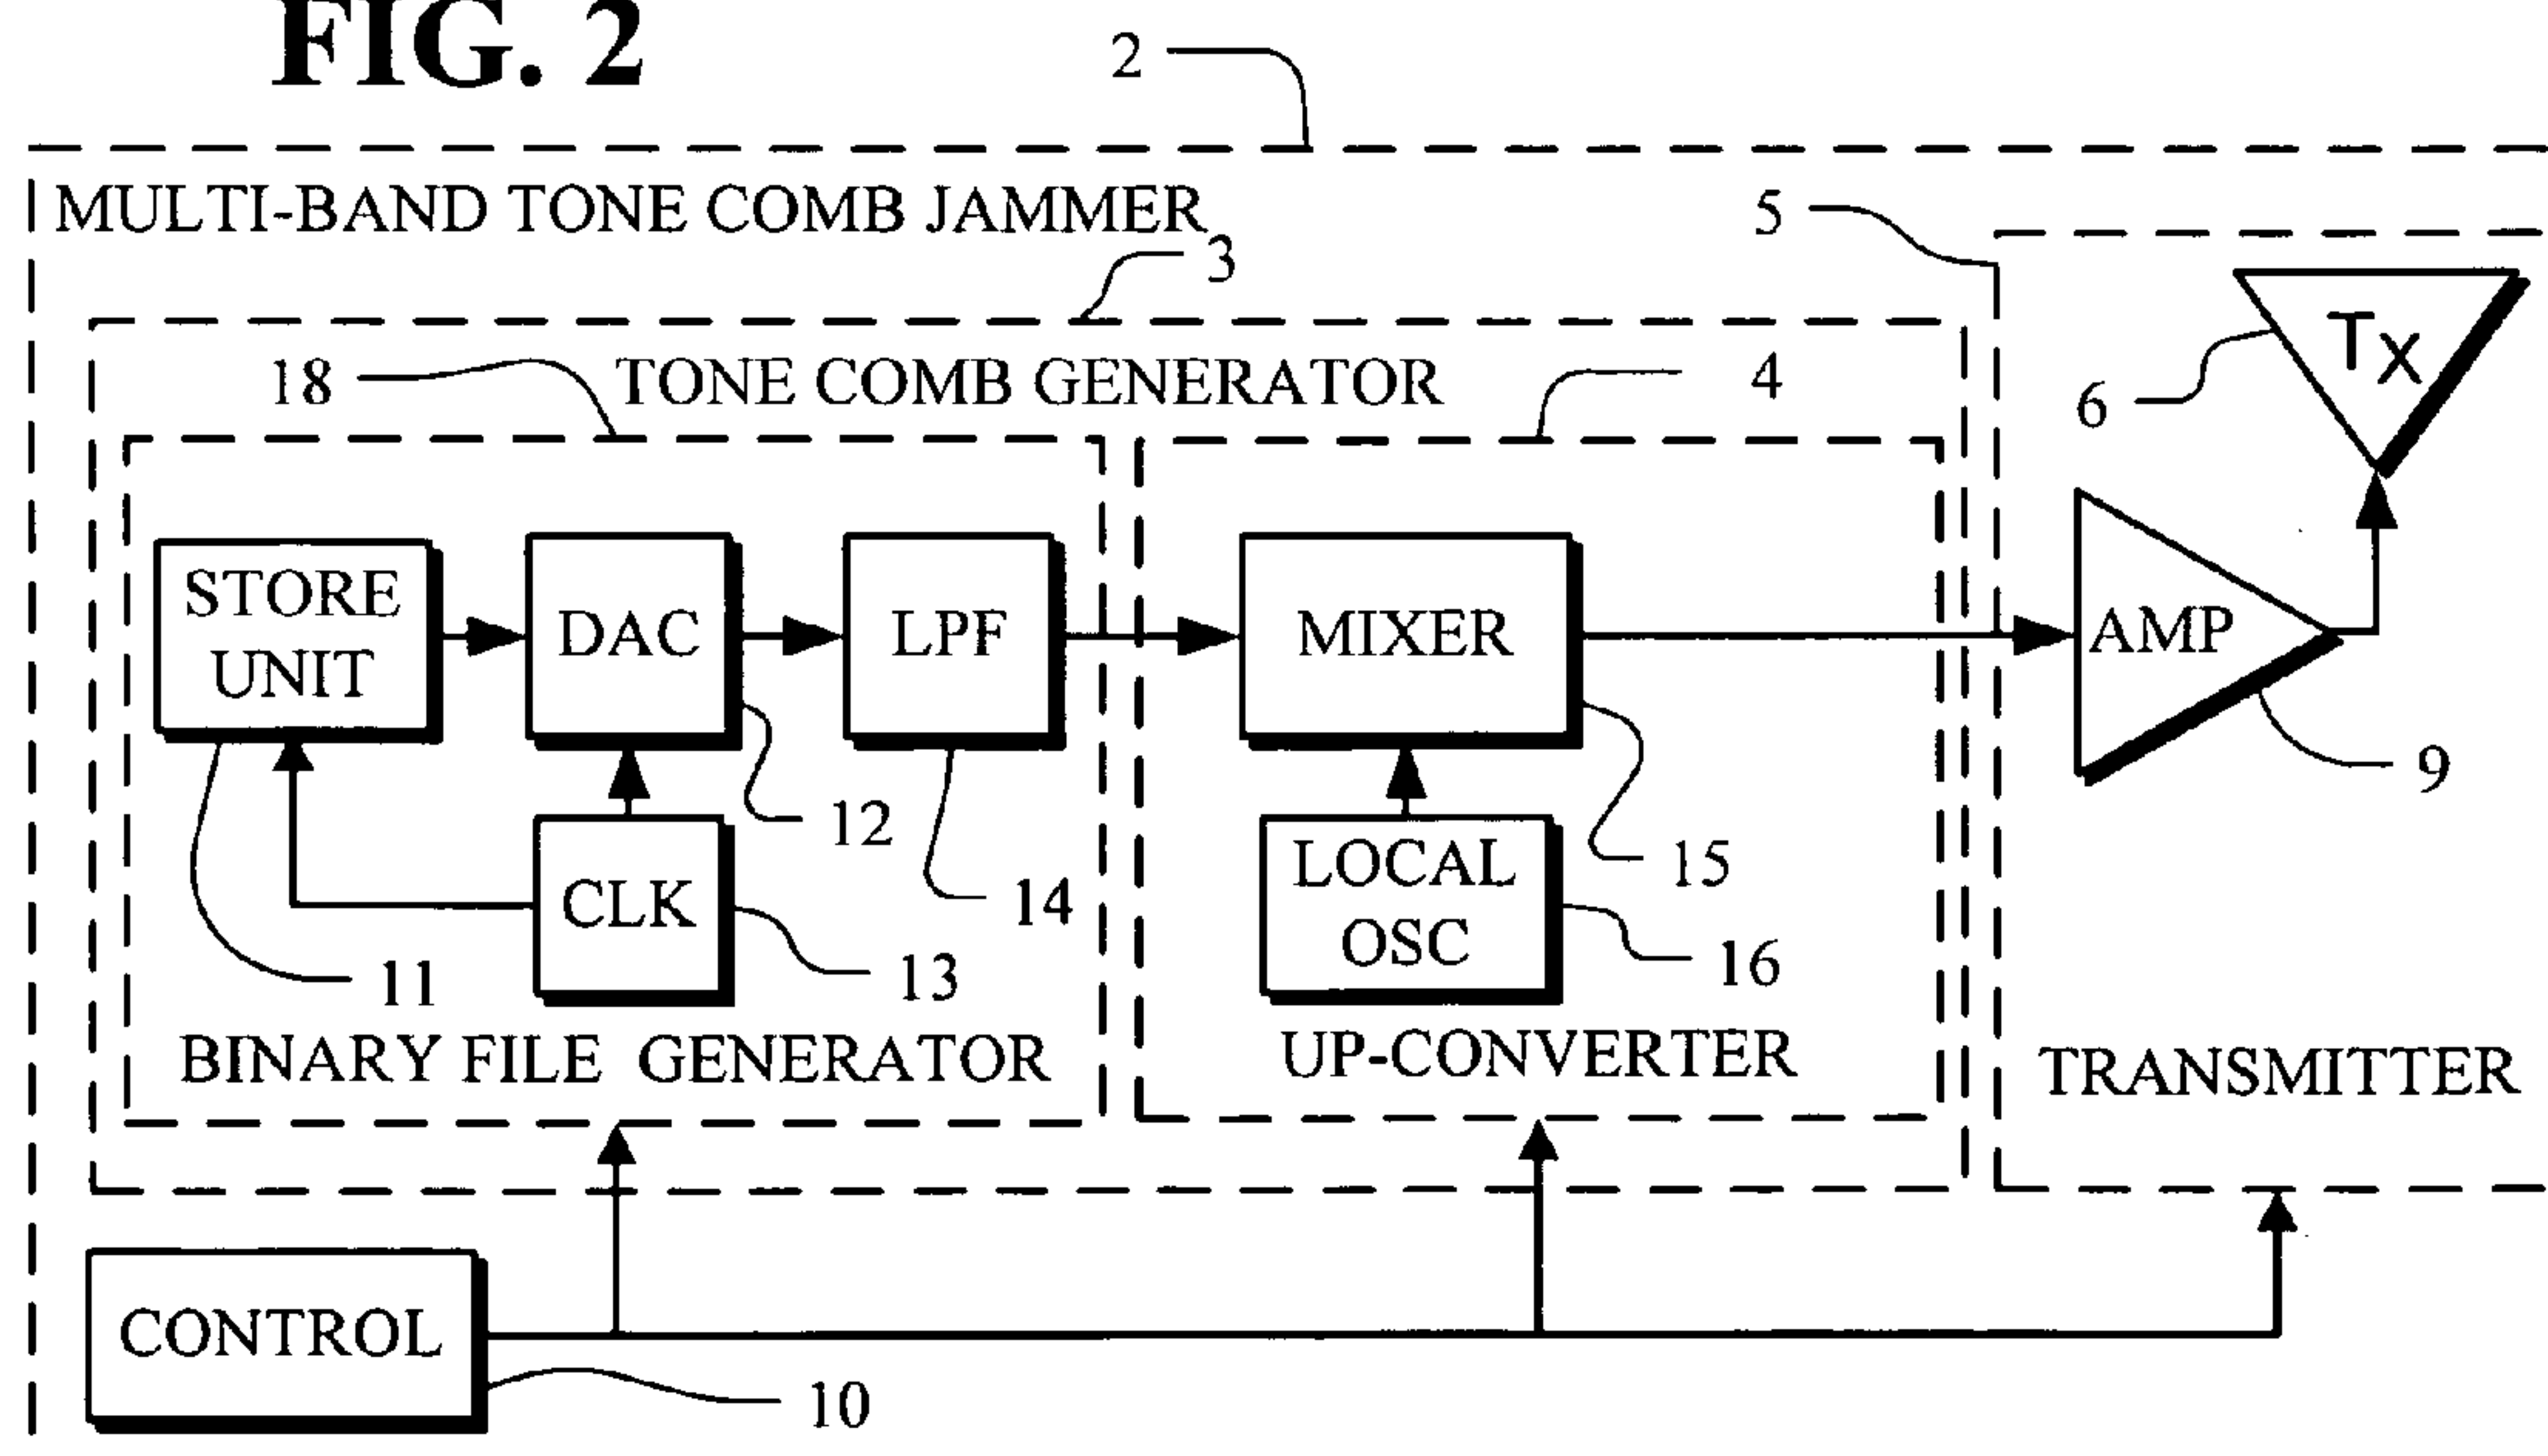 FIG. 2
2
MULTI-BAND TONE COMB JAMMER
3
5
18
TONE COMB GENERATOR
4
6
Tx
STORE
UNIT
DAC
LPF
MIXER
AMP
9
12
CLK
14
LOCAL
OSC
15
11
13
16
BINARY FILE GENERATOR
UP-CONVERTER
TRANSMITTER
CONTROL
10